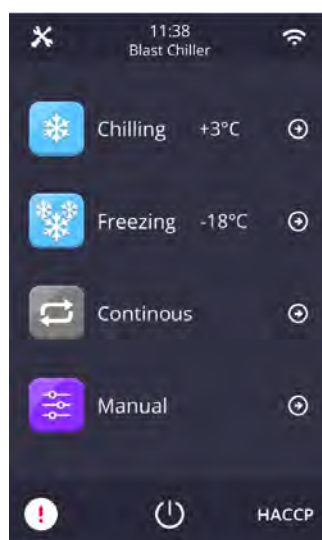 11:38
Blast Chiller
Chilling +3°C
Freezing -18°C
Continous
Manual
! HACCP